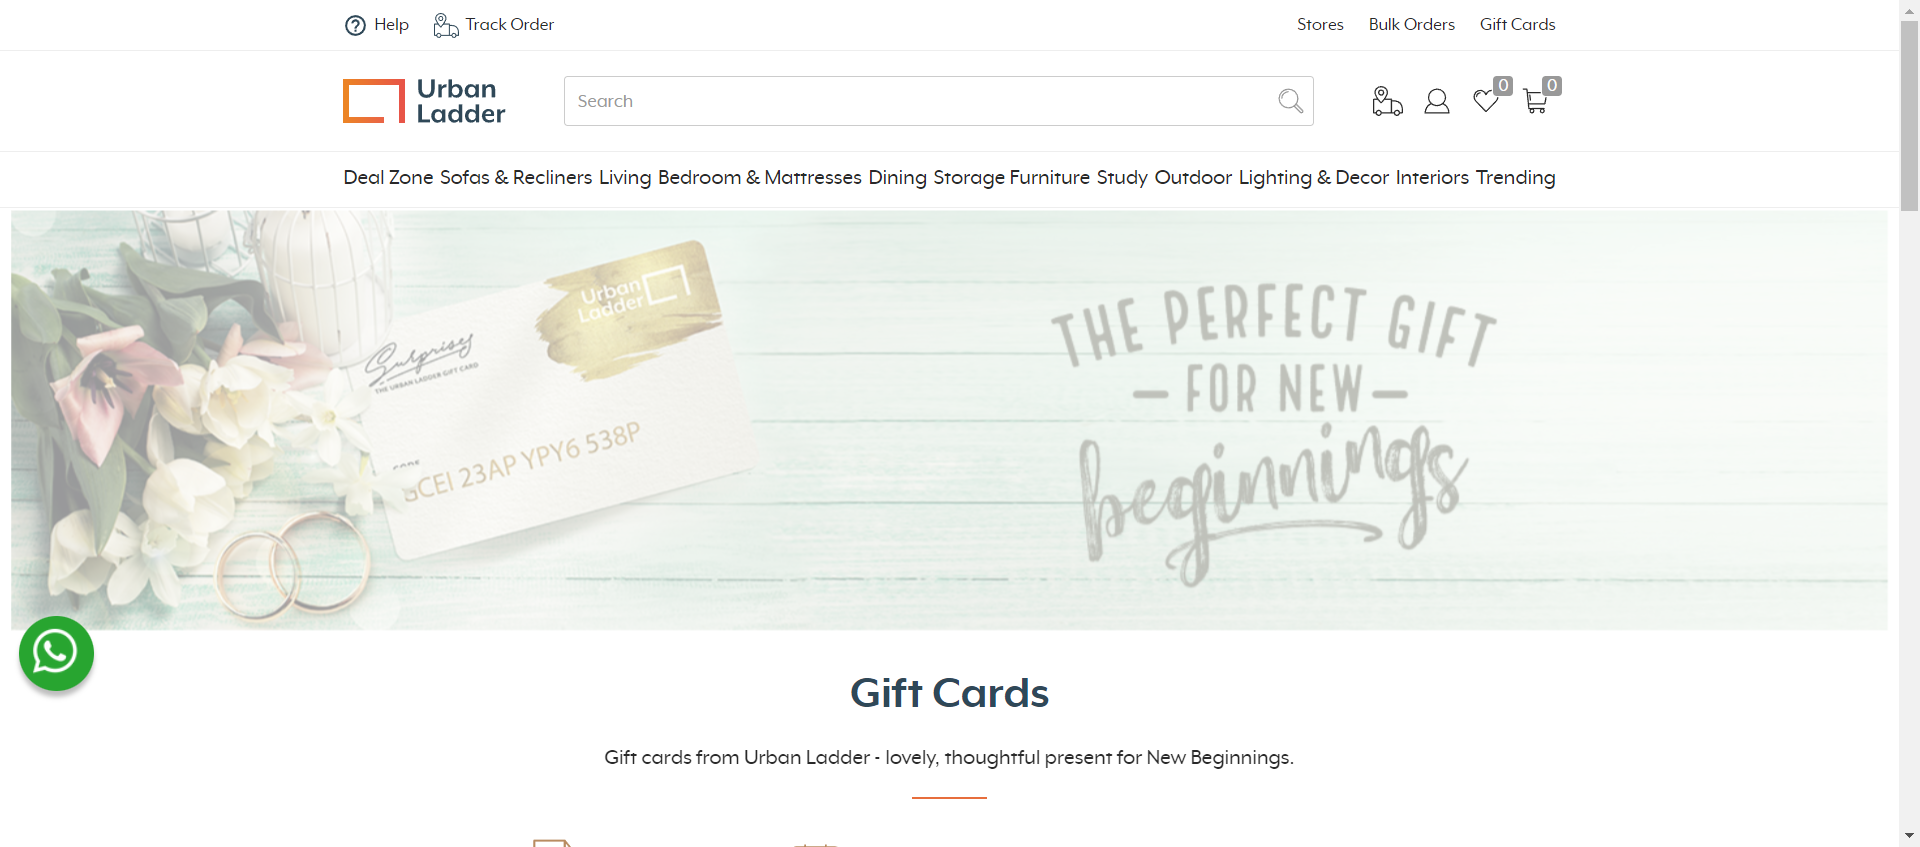 Help
Track Order
Stores
Bulk Orders
Gift Cards
Urban
Ladder
Search
0
0
Deal Zone
Sofas & Recliners
Living
Bedroom & Mattresses
Dining
Storage Furniture
Study
Outdoor
Lighting & Decor
Interiors
Trending
Urban
Ladder
Surprises
THE URBAN LADDER GIFT CARD
CODE
GCEI 23AP YPY6 538P
THE PERFECT GIFT
— FOR NEW —
beginnings
Gift Cards
Gift cards from Urban Ladder - lovely, thoughtful present for New Beginnings.